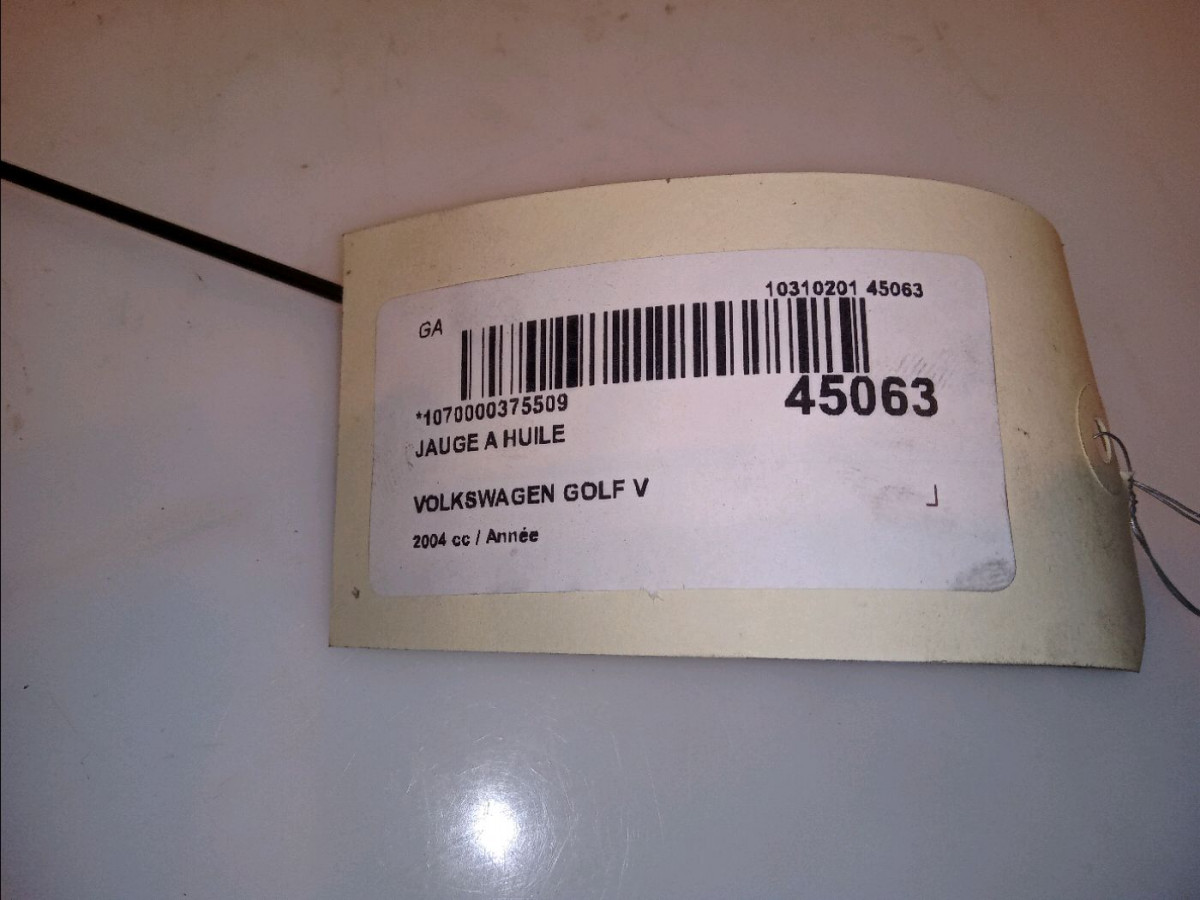 10310201 45063
GA
*1070000375509
45063
JAUGE A HUILE
VOLKSWAGEN GOLF V
2004 cc / Année